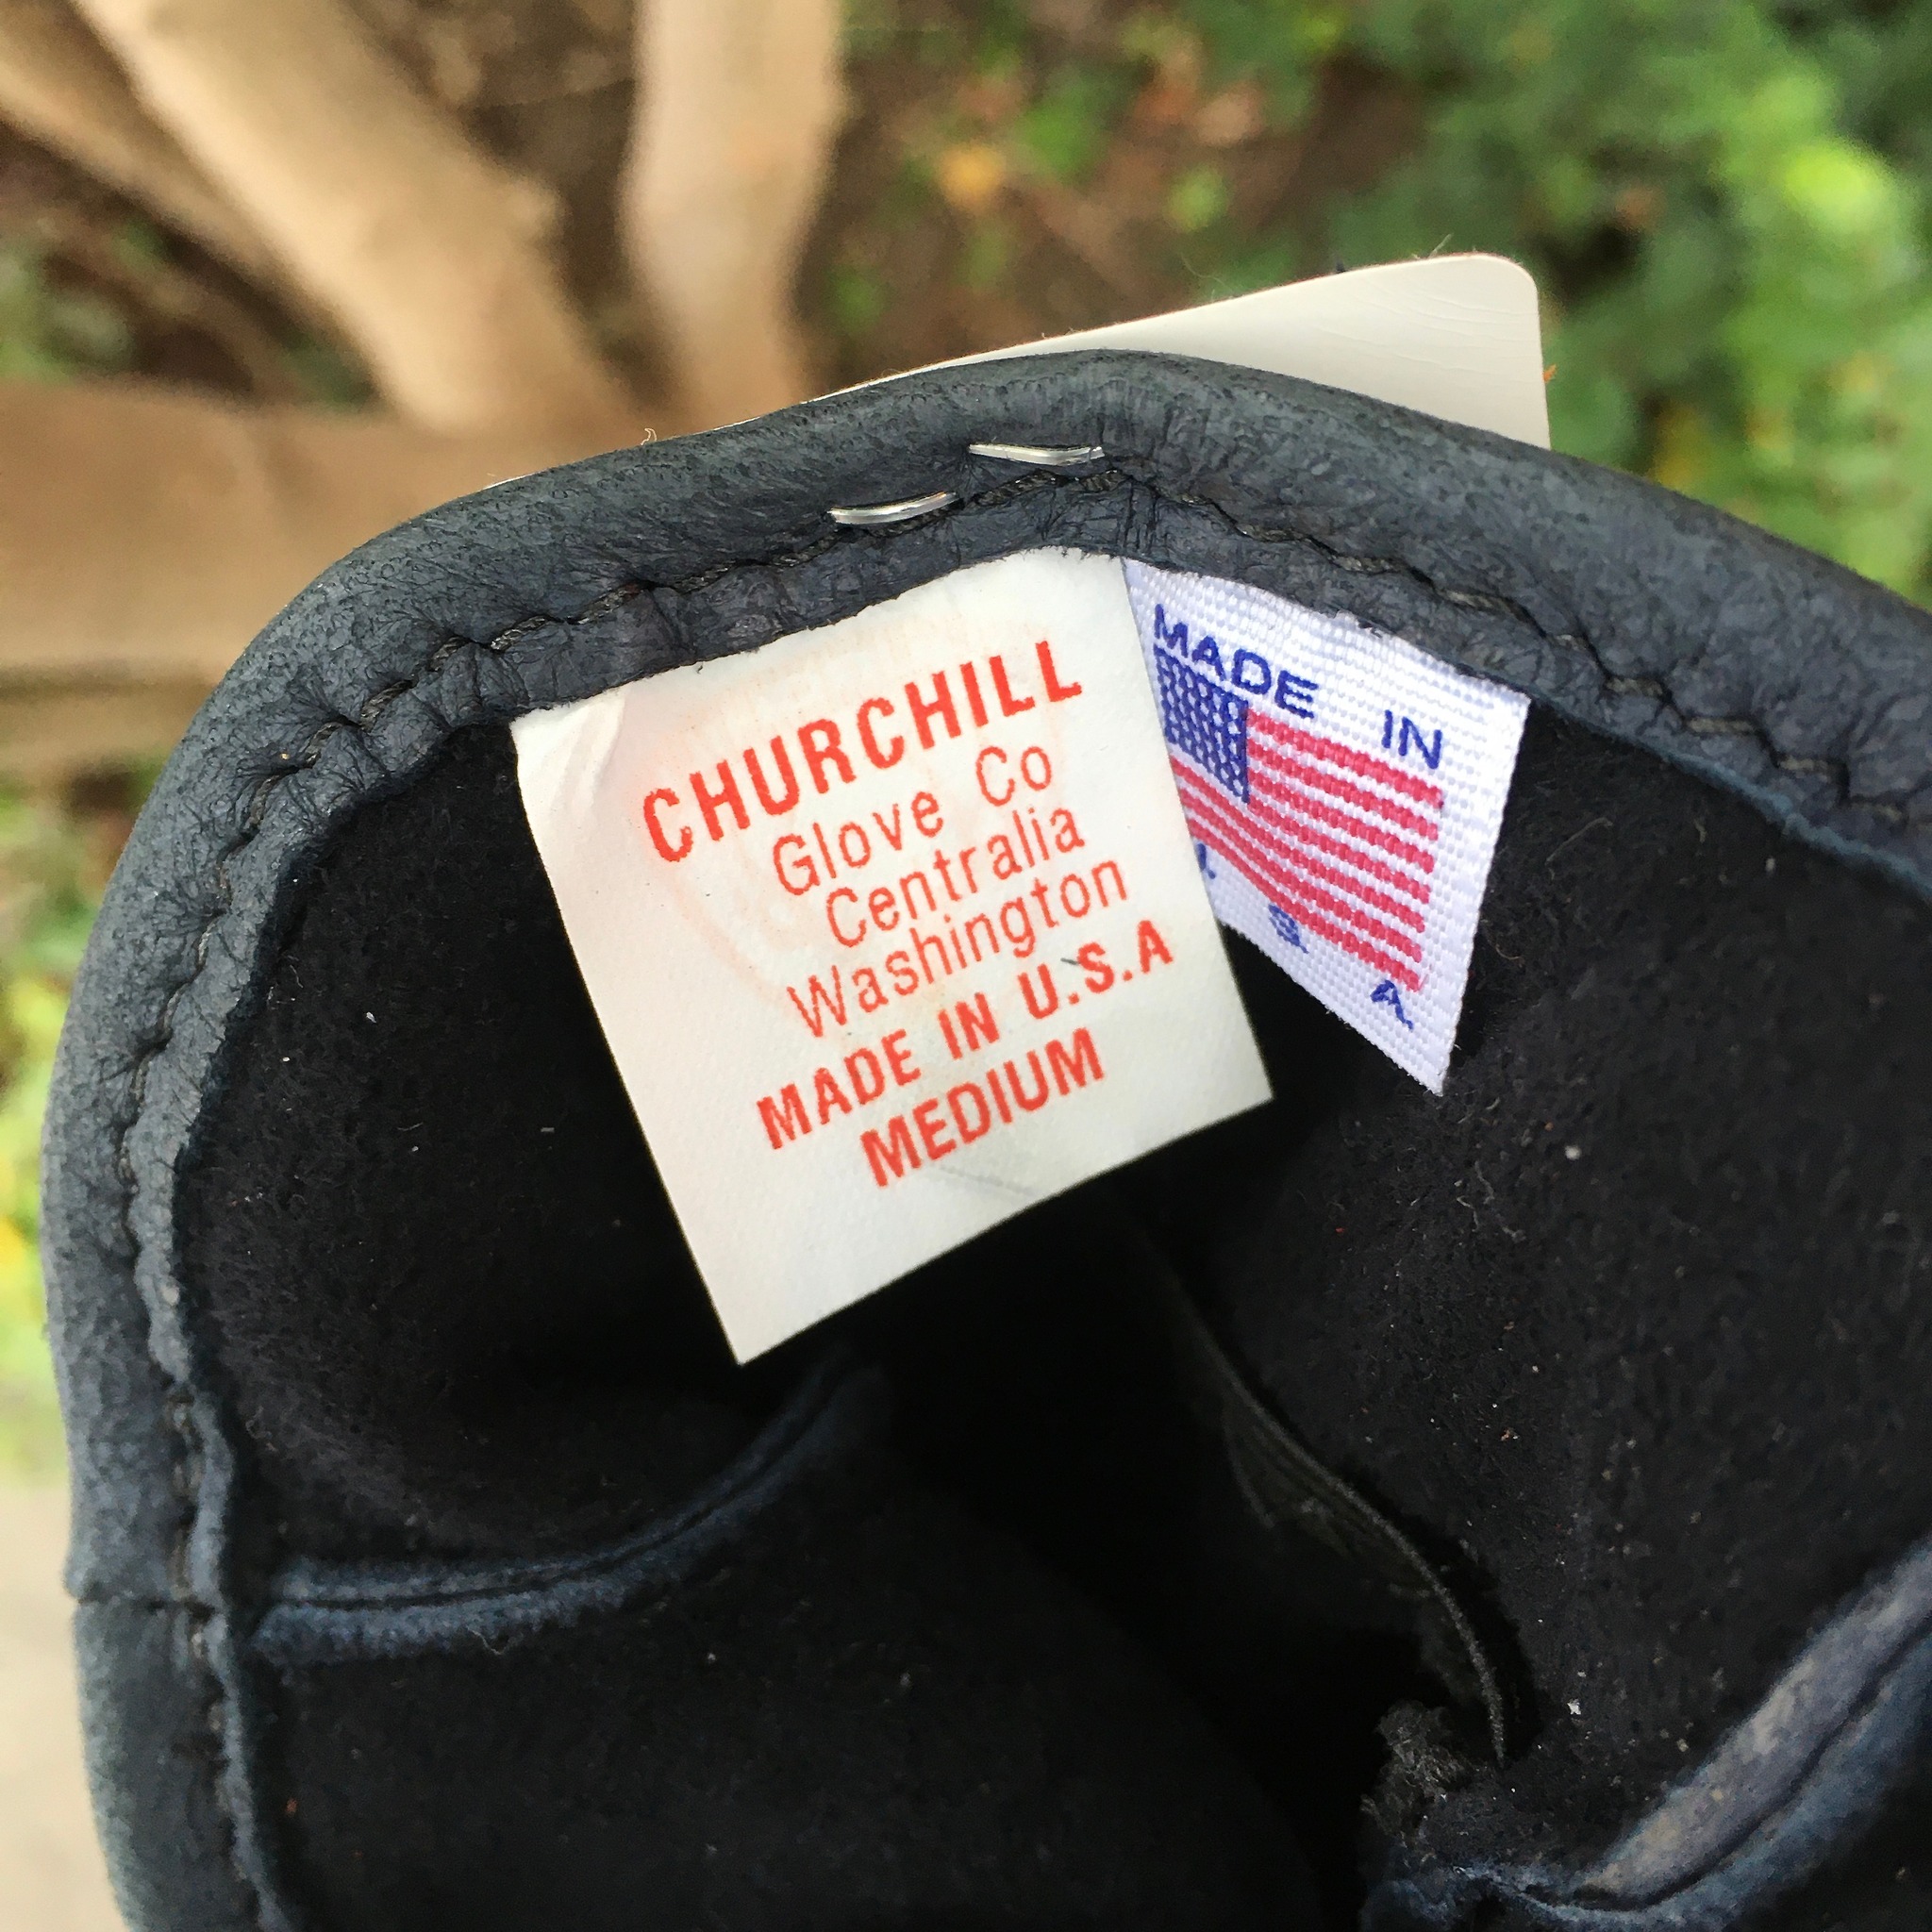 CHURCHILL
Glove Co
Centralia
Washington
MADE IN U.S.A
MEDIUM
MADE IN
U. S. A.